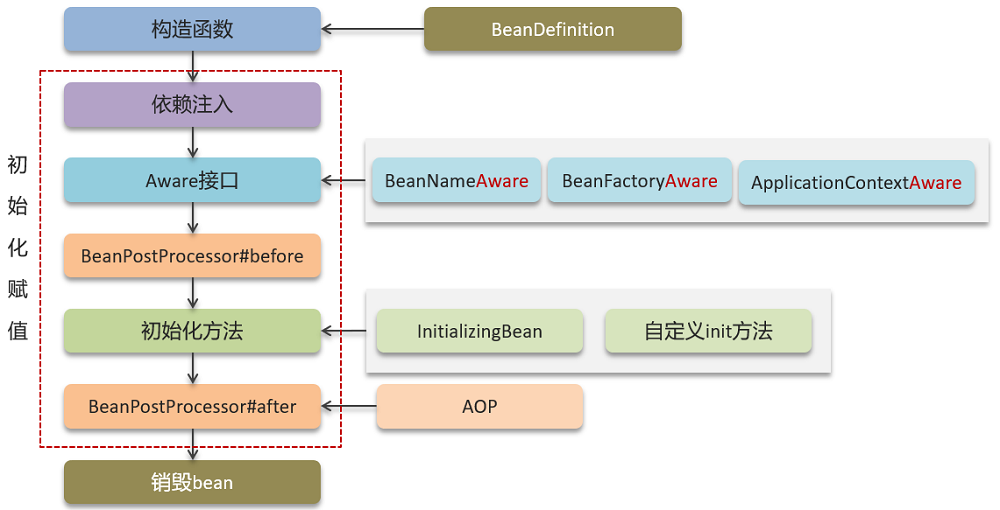 构造函数
BeanDefinition
依赖注入
初始化赋值
Aware接口
BeanNameAware
BeanFactoryAware
ApplicationContextAware
BeanPostProcessor#before
初始化方法
InitializingBean
自定义init方法
BeanPostProcessor#after
AOP
销毁bean